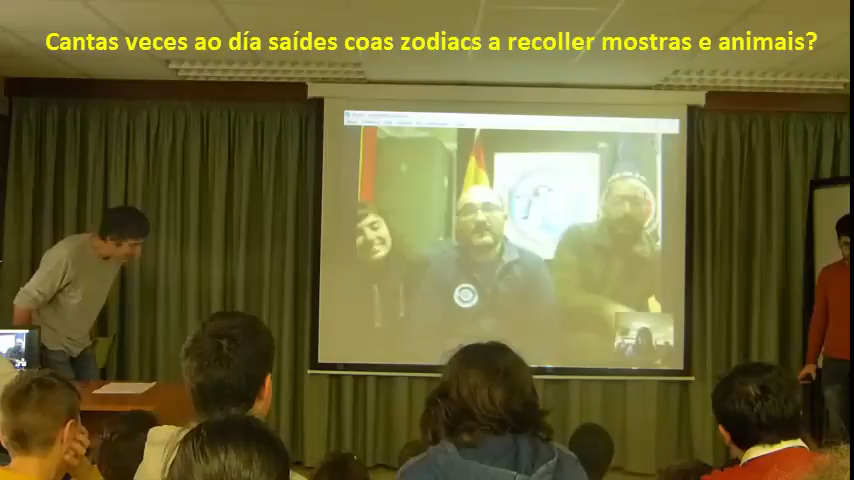 Cantas veces ao día saídes coas zodiacs a recoller mostras e animais?